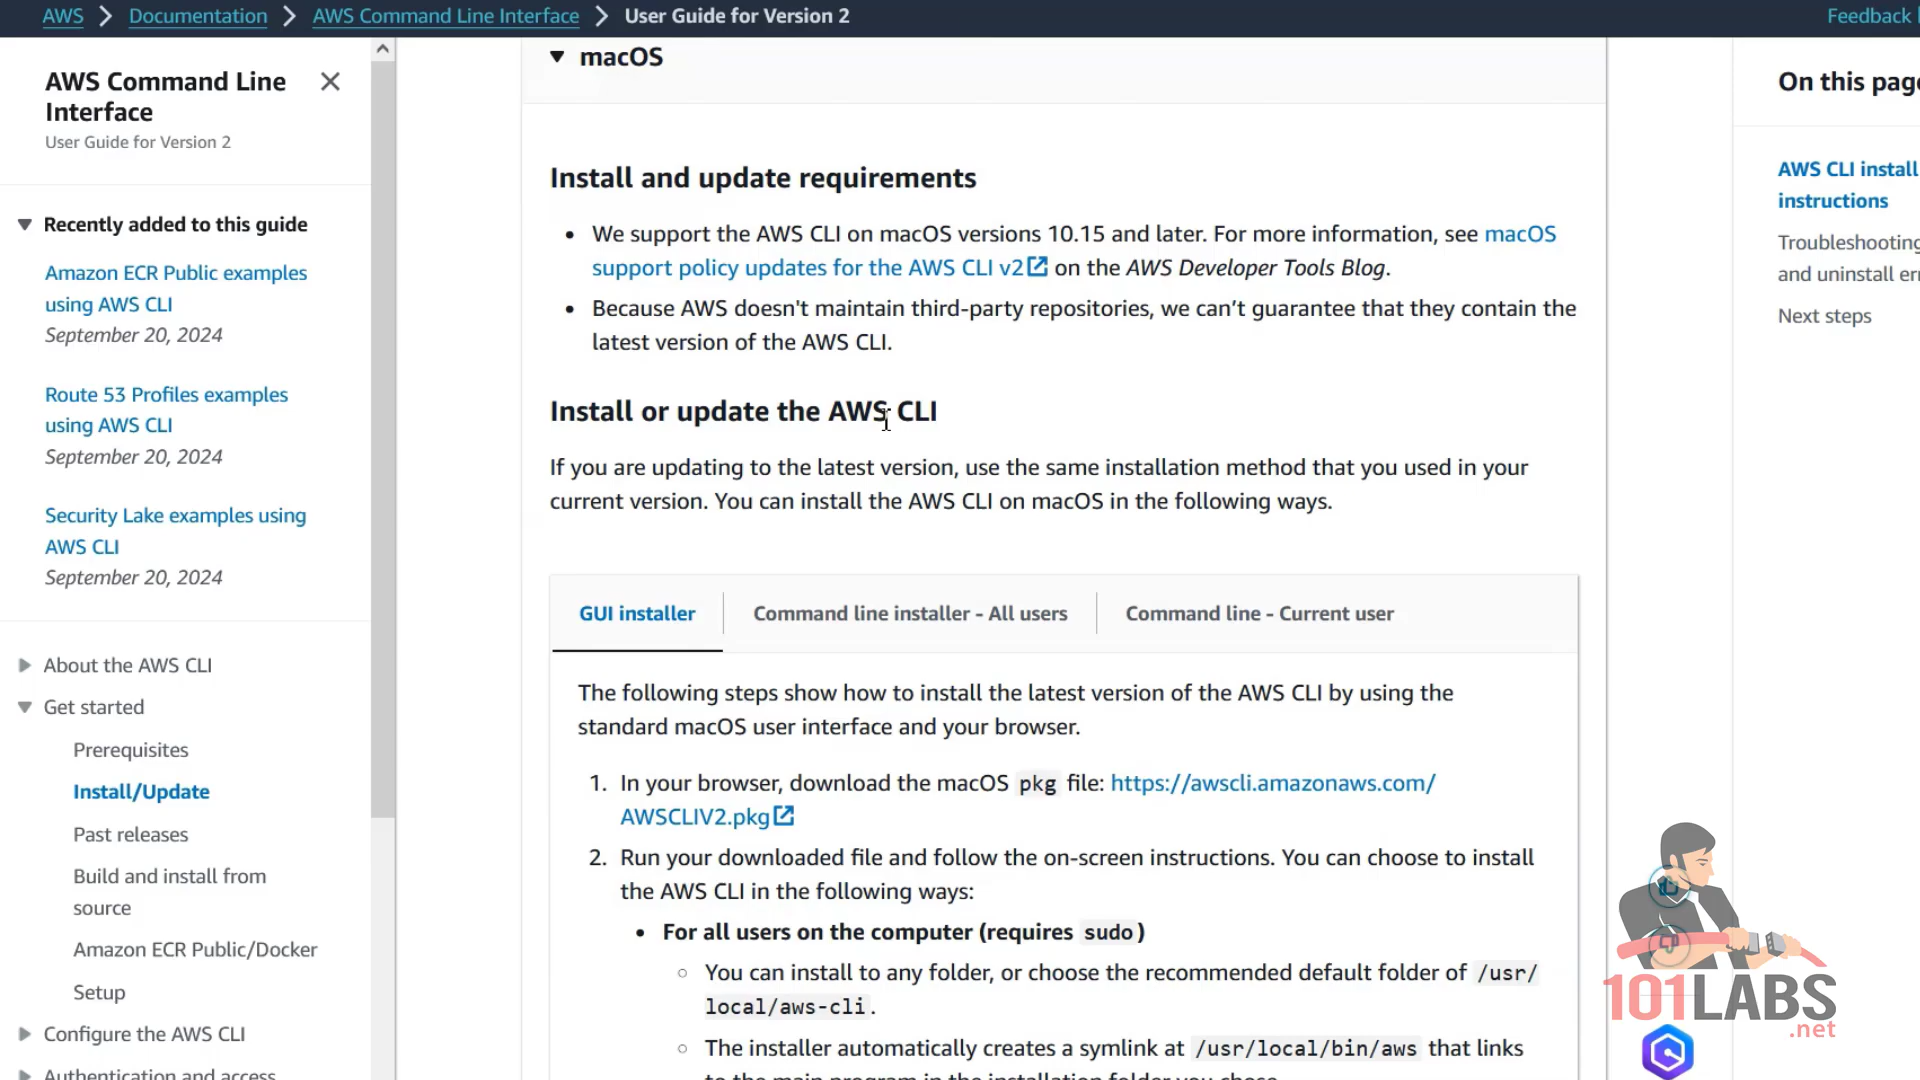 AWS > Documentation > AWS Command Line Interface > User Guide for Version 2
Feedback
AWS Command Line
Interface
User Guide for Version 2
Recently added to this guide
Amazon ECR Public examples
using AWS CLI
September 20, 2024
Route 53 Profiles examples
using AWS CLI
September 20, 2024
Security Lake examples using
AWS CLI
September 20, 2024
About the AWS CLI
Get started
Prerequisites
Install/Update
Past releases
Build and install from
source
Amazon ECR Public/Docker
Setup
Configure the AWS CLI
Authentication and access
macOS
Install and update requirements
• We support the AWS CLI on macOS versions 10.15 and later. For more information, see macOS
support policy updates for the AWS CLI v2 on the AWS Developer Tools Blog.
• Because AWS doesn't maintain third-party repositories, we can’t guarantee that they contain the
latest version of the AWS CLI.
Install or update the AWS CLI
If you are updating to the latest version, use the same installation method that you used in your
current version. You can install the AWS CLI on macOS in the following ways.
GUI installer
Command line installer - All users
Command line - Current user
The following steps show how to install the latest version of the AWS CLI by using the
standard macOS user interface and your browser.
1. In your browser, download the macOS pkg file: https://awscli.amazonaws.com/
AWSCLIV2.pkg
2. Run your downloaded file and follow the on-screen instructions. You can choose to install
the AWS CLI in the following ways:
• For all users on the computer (requires sudo)
○ You can install to any folder, or choose the recommended default folder of /usr/
local/aws-cli.
○ The installer automatically creates a symlink at /usr/local/bin/aws that links
to the main program in the installation folder you chose.
On this page
AWS CLI install
instructions
Troubleshooting
and uninstall
Next steps
101LABS
.net